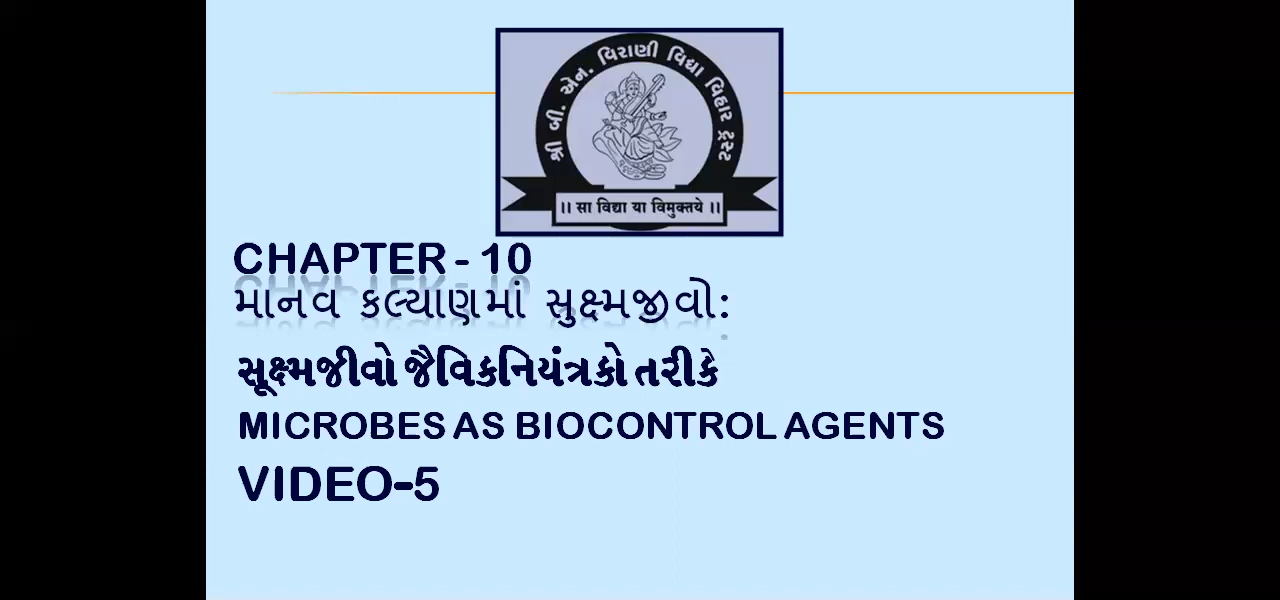 શ્રી બી. એન. વિરાણી વિદ્યા વિહાર ટ્રસ્ટ
।। सा विद्या या विमुक्तये ।।
CHAPTER - 10
માનવ કલ્યાણમાં સુક્ષ્મજીવો:
સૂક્ષ્મજીવો જૈવિકનિયંત્રકો તરીકે
MICROBES AS BIOCONTROL AGENTS
VIDEO-5